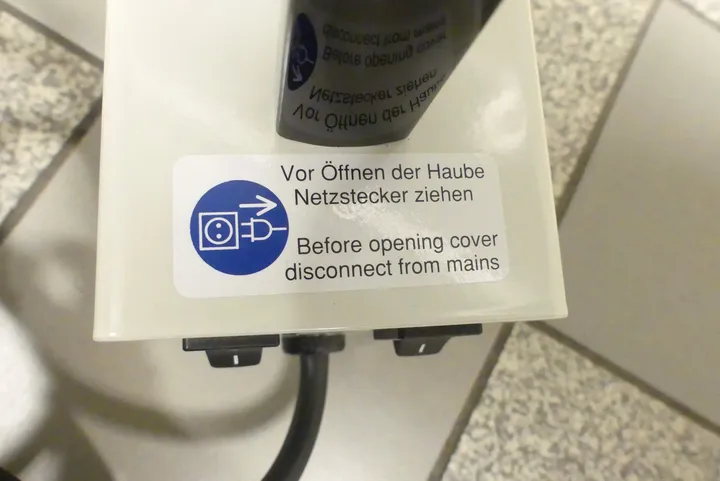 Vor Öffnen der Haube
Netzstecker ziehen
Before opening cover
disconnect from mains